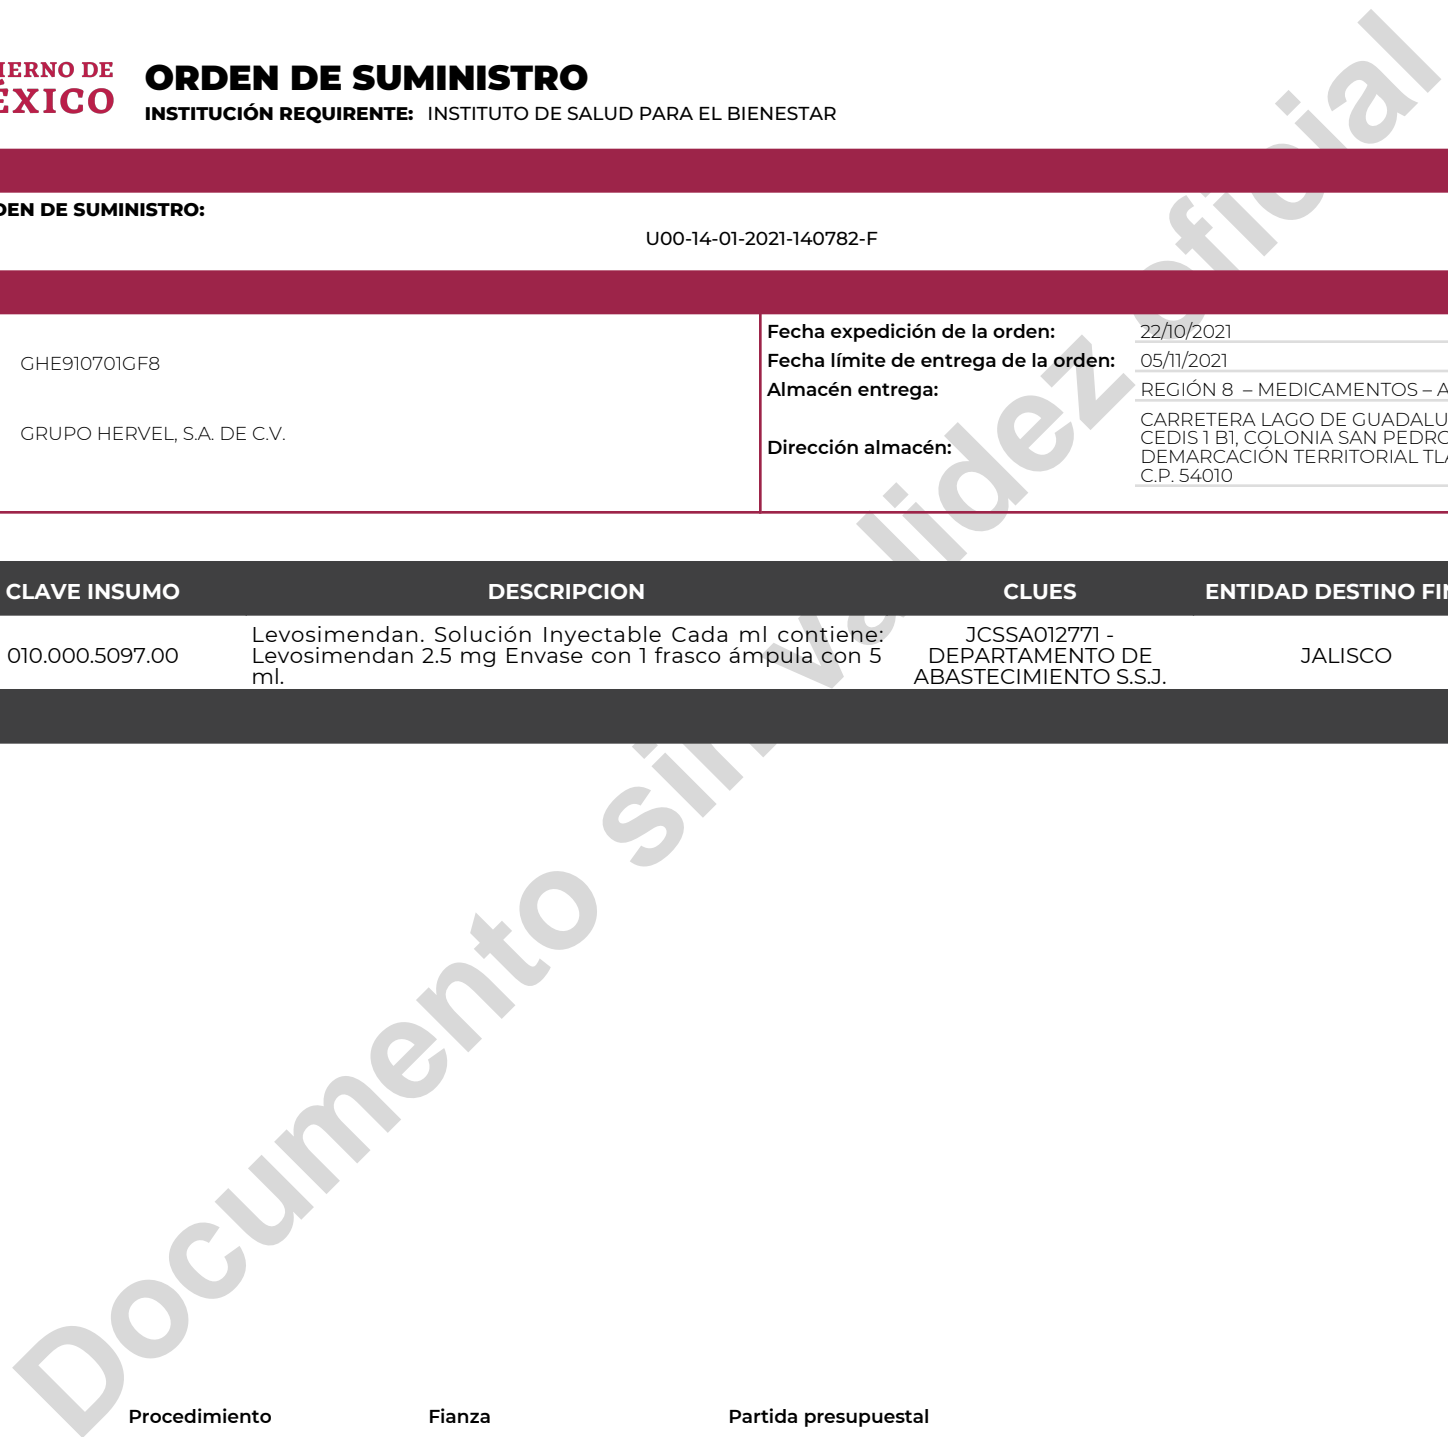 IERNO DE
ÉXICO
ORDEN DE SUMINISTRO
INSTITUCIÓN REQUIRENTE: INSTITUTO DE SALUD PARA EL BIENESTAR
DEN DE SUMINISTRO:
U00-14-01-2021-140782-F
GHE910701GF8
GRUPO HERVEL, S.A. DE C.V.
Fecha expedición de la orden: 22/10/2021
Fecha límite de entrega de la orden: 05/11/2021
Almacén entrega: REGIÓN 8 – MEDICAMENTOS – A
Dirección almacén:
CARRETERA LAGO DE GUADALU
CEDIS 1 B1, COLONIA SAN PEDRO
DEMARCACIÓN TERRITORIAL TLA
C.P. 54010
CLAVE INSUMO DESCRIPCION CLUES ENTIDAD DESTINO FIN
010.000.5097.00
Levosimendan. Solución Inyectable Cada ml contiene:
Levosimendan 2.5 mg Envase con 1 frasco ámpula con 5
ml.
JCSSA012771 -
DEPARTAMENTO DE
ABASTECIMIENTO S.S.J.
JALISCO
Documento sin validez oficial
Procedimiento Fianza Partida presupuestal